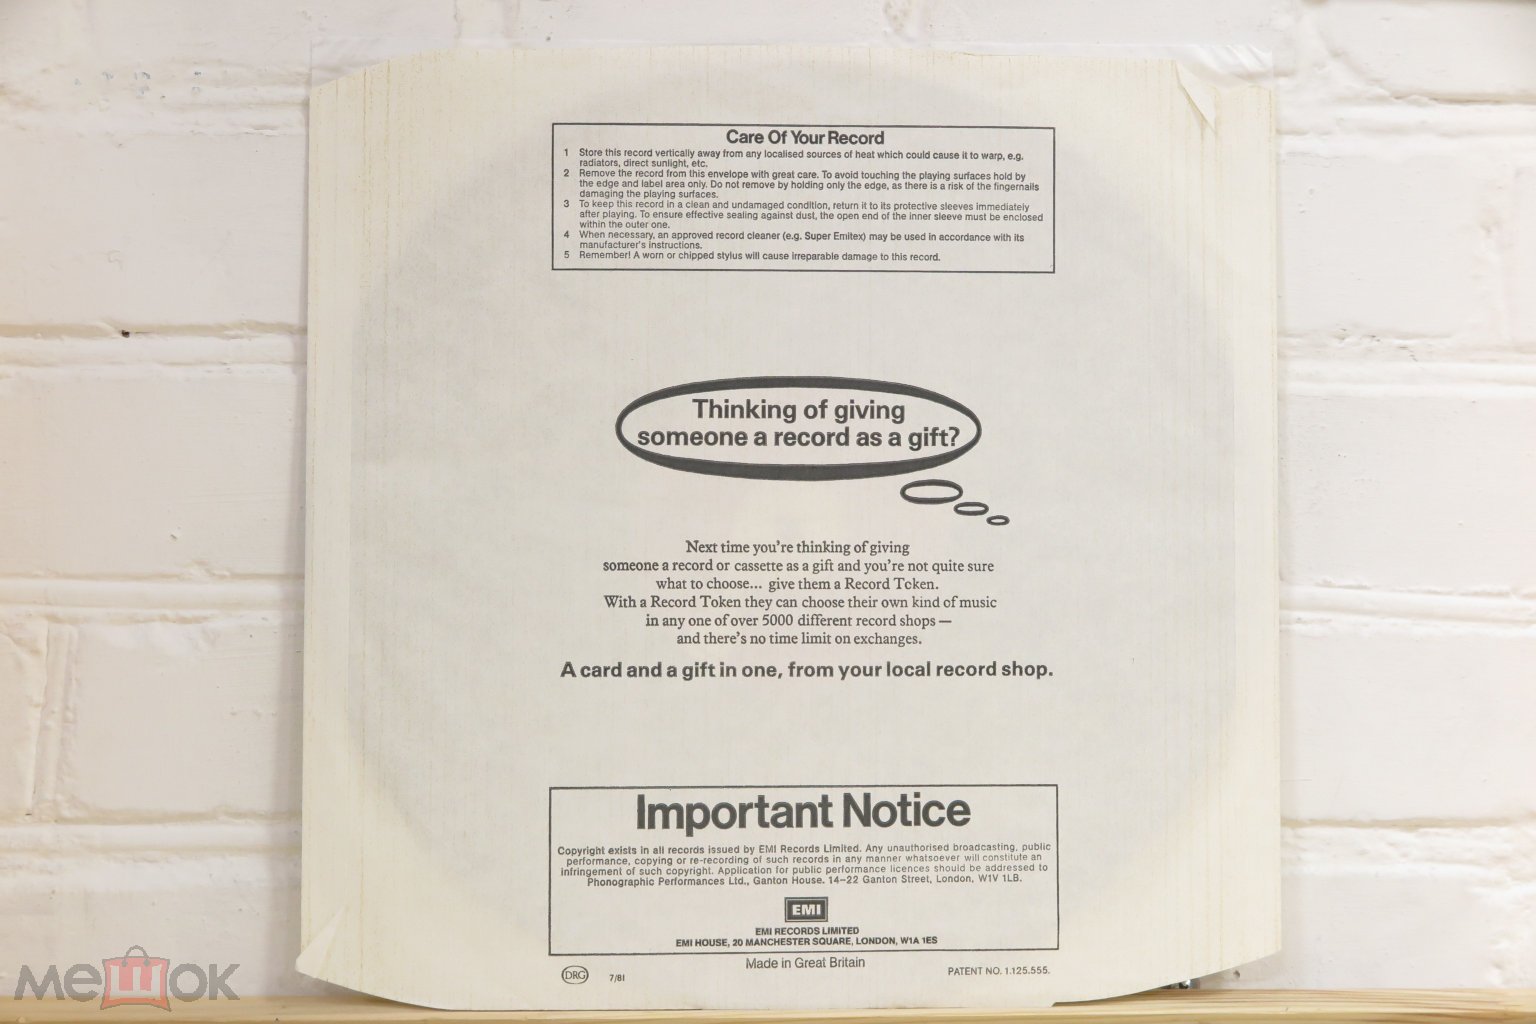 Care Of Your Record
1 Store this record vertically away from any localised sources of heat which could cause it to warp, e.g.
radiators, direct sunlight, etc.
2 Remove the record from this envelope with great care. To avoid touching the playing surfaces hold by
the edge and label area only. Do not remove by holding only the edge, as there is a risk of the fingernails
damaging the playing surfaces.
3 To keep this record in a clean and undamaged condition, return it to its protective sleeves immediately
after playing. To ensure effective sealing against dust, the open end of the inner sleeve must be enclosed
within the outer one.
4 When necessary, an approved record cleaner (e.g. Super Emitex) may be used in accordance with its
manufacturer's instructions.
5 Remember! A worn or chipped stylus will cause irreparable damage to this record.
Thinking of giving
someone a record as a gift?
Next time you're thinking of giving
someone a record or cassette as a gift and you're not quite sure
what to choose... give them a Record Token.
With a Record Token they can choose their own kind of music
in any one of over 5000 different record shops —
and there's no time limit on exchanges.
A card and a gift in one, from your local record shop.
Important Notice
Copyright exists in all records issued by EMI Records Limited. Any unauthorised broadcasting, public
performance, copying or re-recording of such records in any manner whatsoever will constitute an
infringement of such copyright. Application for public performance licences should be addressed to
Phonographic Performances Ltd., Ganton House. 14–22 Ganton Street, London, W1V 1LB.
EMI
EMI RECORDS LIMITED
EMI HOUSE, 20 MANCHESTER SQUARE, LONDON, W1A 1ES
Made in Great Britain
DRG 7/81 PATENT NO. 1.125.555.
мешок